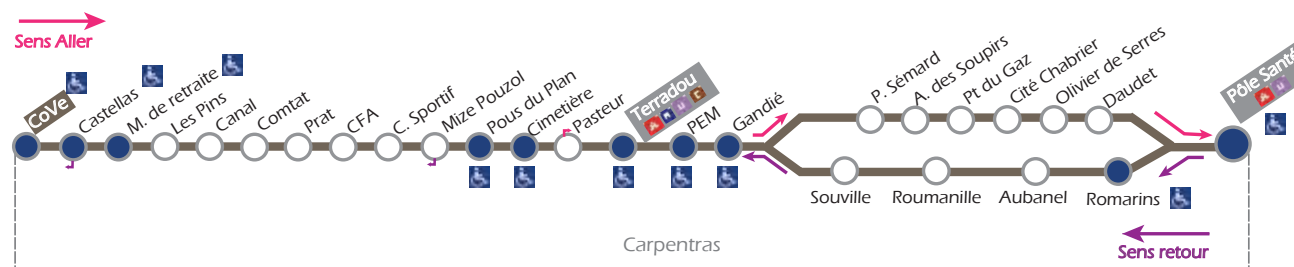 Sens Aller
CoVe
Castellas
M. de retraite
Les Pins
Canal
Comtat
Prat
CFA
C. Sportif
Mize Pouzol
Pous du Plan
Cimetière
Pasteur
Terradou
PEM
Gandié
P. Sémard
A. des Soupirs
Pt du Gaz
Cité Chabrier
Olivier de Serres
Daudet
Pôle Santé
Souville
Roumanille
Aubanel
Romarins
Sens retour
Carpentras